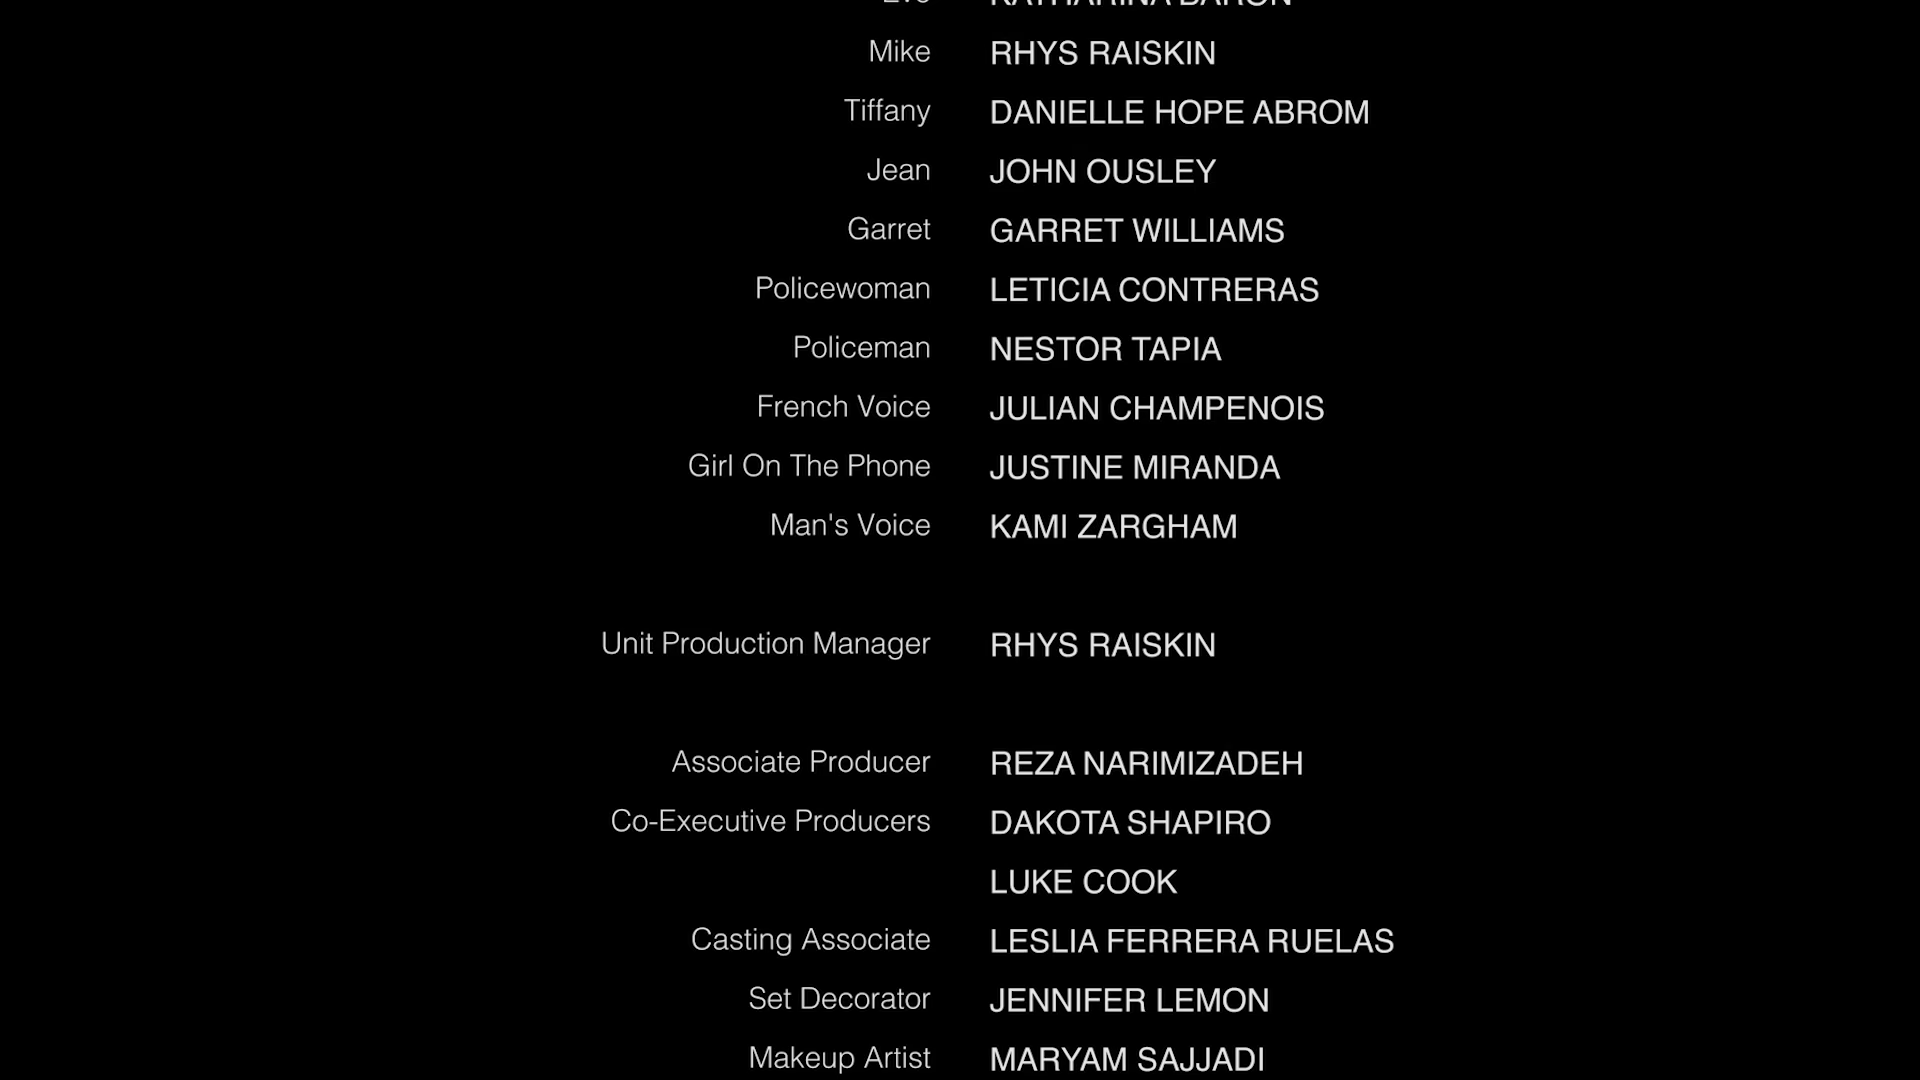 Mike RHYS RAISKIN
Tiffany DANIELLE HOPE ABROM
Jean JOHN OUSLEY
Garret GARRET WILLIAMS
Policewoman LETICIA CONTRERAS
Policeman NESTOR TAPIA
French Voice JULIAN CHAMPENOIS
Girl On The Phone JUSTINE MIRANDA
Man's Voice KAMI ZARGHAM
Unit Production Manager RHYS RAISKIN
Associate Producer REZA NARIMIZADEH
Co-Executive Producers DAKOTA SHAPIRO
LUKE COOK
Casting Associate LESLIA FERRERA RUELAS
Set Decorator JENNIFER LEMON
Makeup Artist MARYAM SAJJADI